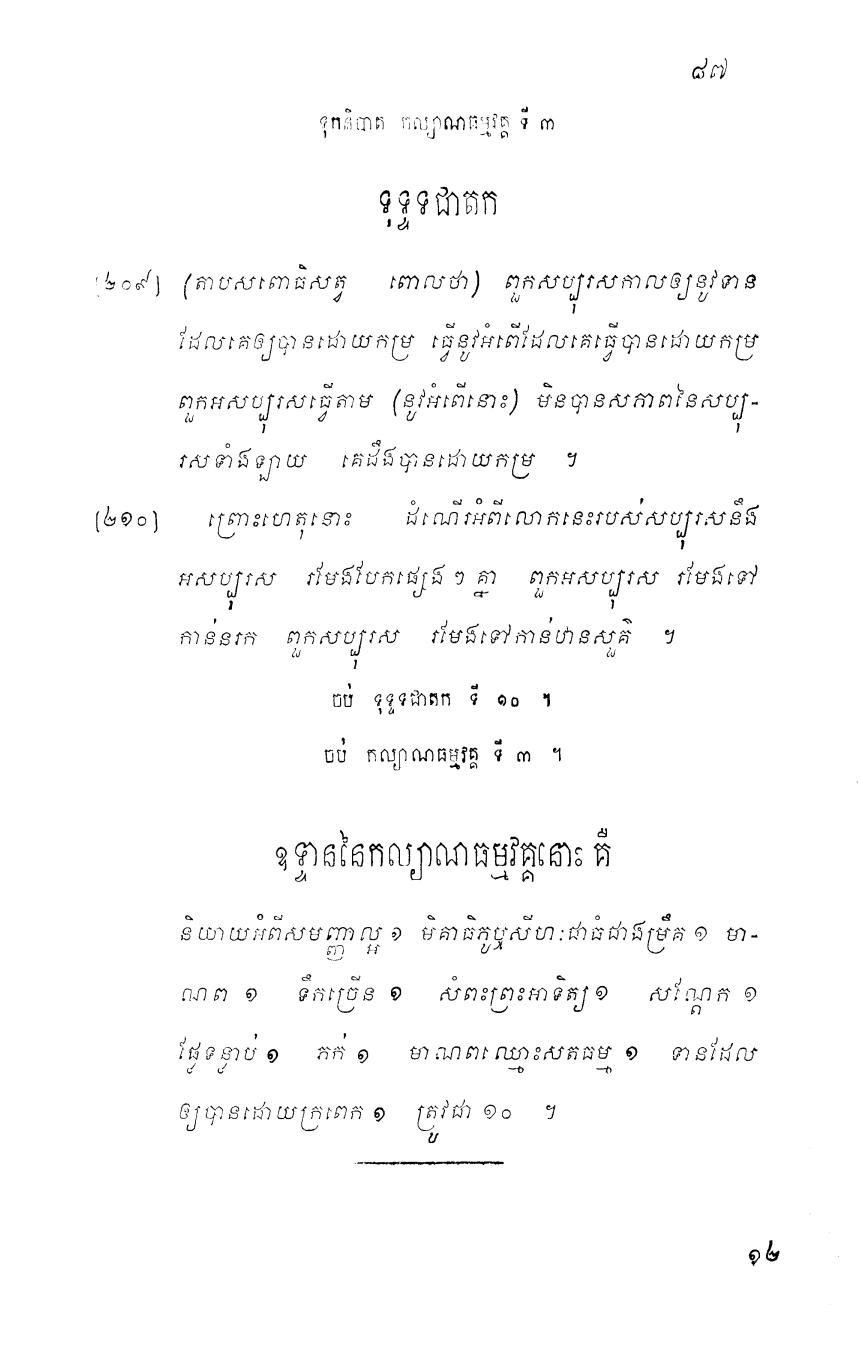 ៨៧
ទុកនិបាត កល្យាណធម្មវគ្គ ទី ៣
ទុទ្ទទជាតក
[២០៩] (តាបសពោធិសត្វ ពោលថា) ពួកសប្បុរសកាលឲ្យនូវទាន
ដែលគេឲ្យបានដោយកម្រ ធ្វើនូវអំពើដែលគេធ្វើបានដោយកម្រ
ពួកអសប្បុរសធ្វើតាម (នូវអំពើនោះ) មិនបានសភាពនៃសប្បុ-
រសទាំងឡាយ គេដឹងបានដោយកម្រ ។
[២១០] ព្រោះហេតុនោះ ដំណើរអំពីលោកនេះរបស់សប្បុរសនឹង
អសប្បុរស រមែងបែកផ្សេង ៗ គ្នា ពួកអសប្បុរស រមែងទៅ
កាន់នរក ពួកសប្បុរស រមែងទៅកាន់ឋានសួគ៌ ។
ចប់ ទុទ្ទទជាតក ទី ១០ ។
ចប់ កល្យាណធម្មវគ្គ ទី ៣ ។
ឧទ្ទាននៃកល្យាណធម្មវគ្គនោះ គឺ
និយាយអំពីសមញ្ញាល្អ ១ មិគាធិភូឬសីហៈជាធំជាងម្រឹគ ១ មា-
ណព ១ ទឹកច្រើន ១ សំពះព្រះអាទិត្យ ១ សណ្តែក ១
ផ្ងែទន្ទាប់ ១ ភក់ ១ មាណពឈ្មោះសតធម្ម ១ ទានដែល
ឲ្យបានដោយក្រពេក ១ ត្រូវជា ១០ ។
១២